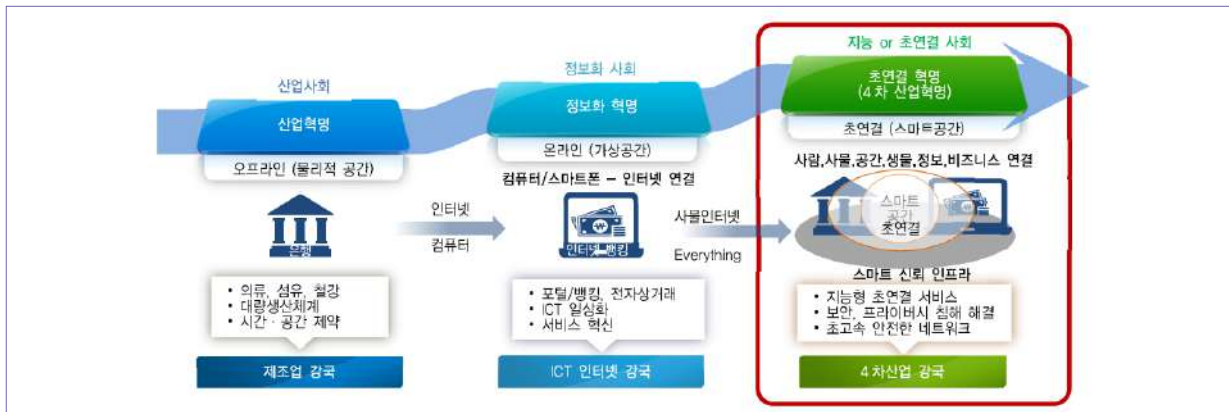 산업사회
산업혁명
오프라인 (물리적 공간)
은행
의류, 섬유, 철강
대량생산체계
시간 · 공간 제약
제조업 강국
인터넷
컴퓨터
정보화 사회
정보화 혁명
온라인 (가상공간)
컴퓨터/스마트폰 – 인터넷 연결
인터넷 뱅킹
포털/뱅킹, 전자상거래
ICT 일상화
서비스 혁신
ICT 인터넷 강국
사물인터넷
Everything
지능 or 초연결 사회
초연결 혁명
(4차 산업혁명)
초연결 (스마트공간)
사람,사물,공간,생물,정보,비즈니스 연결
스마트
공간
초연결
스마트 신뢰 인프라
지능형 초연결 서비스
보안, 프라이버시 침해 해결
초고속 안전한 네트워크
4차산업 강국